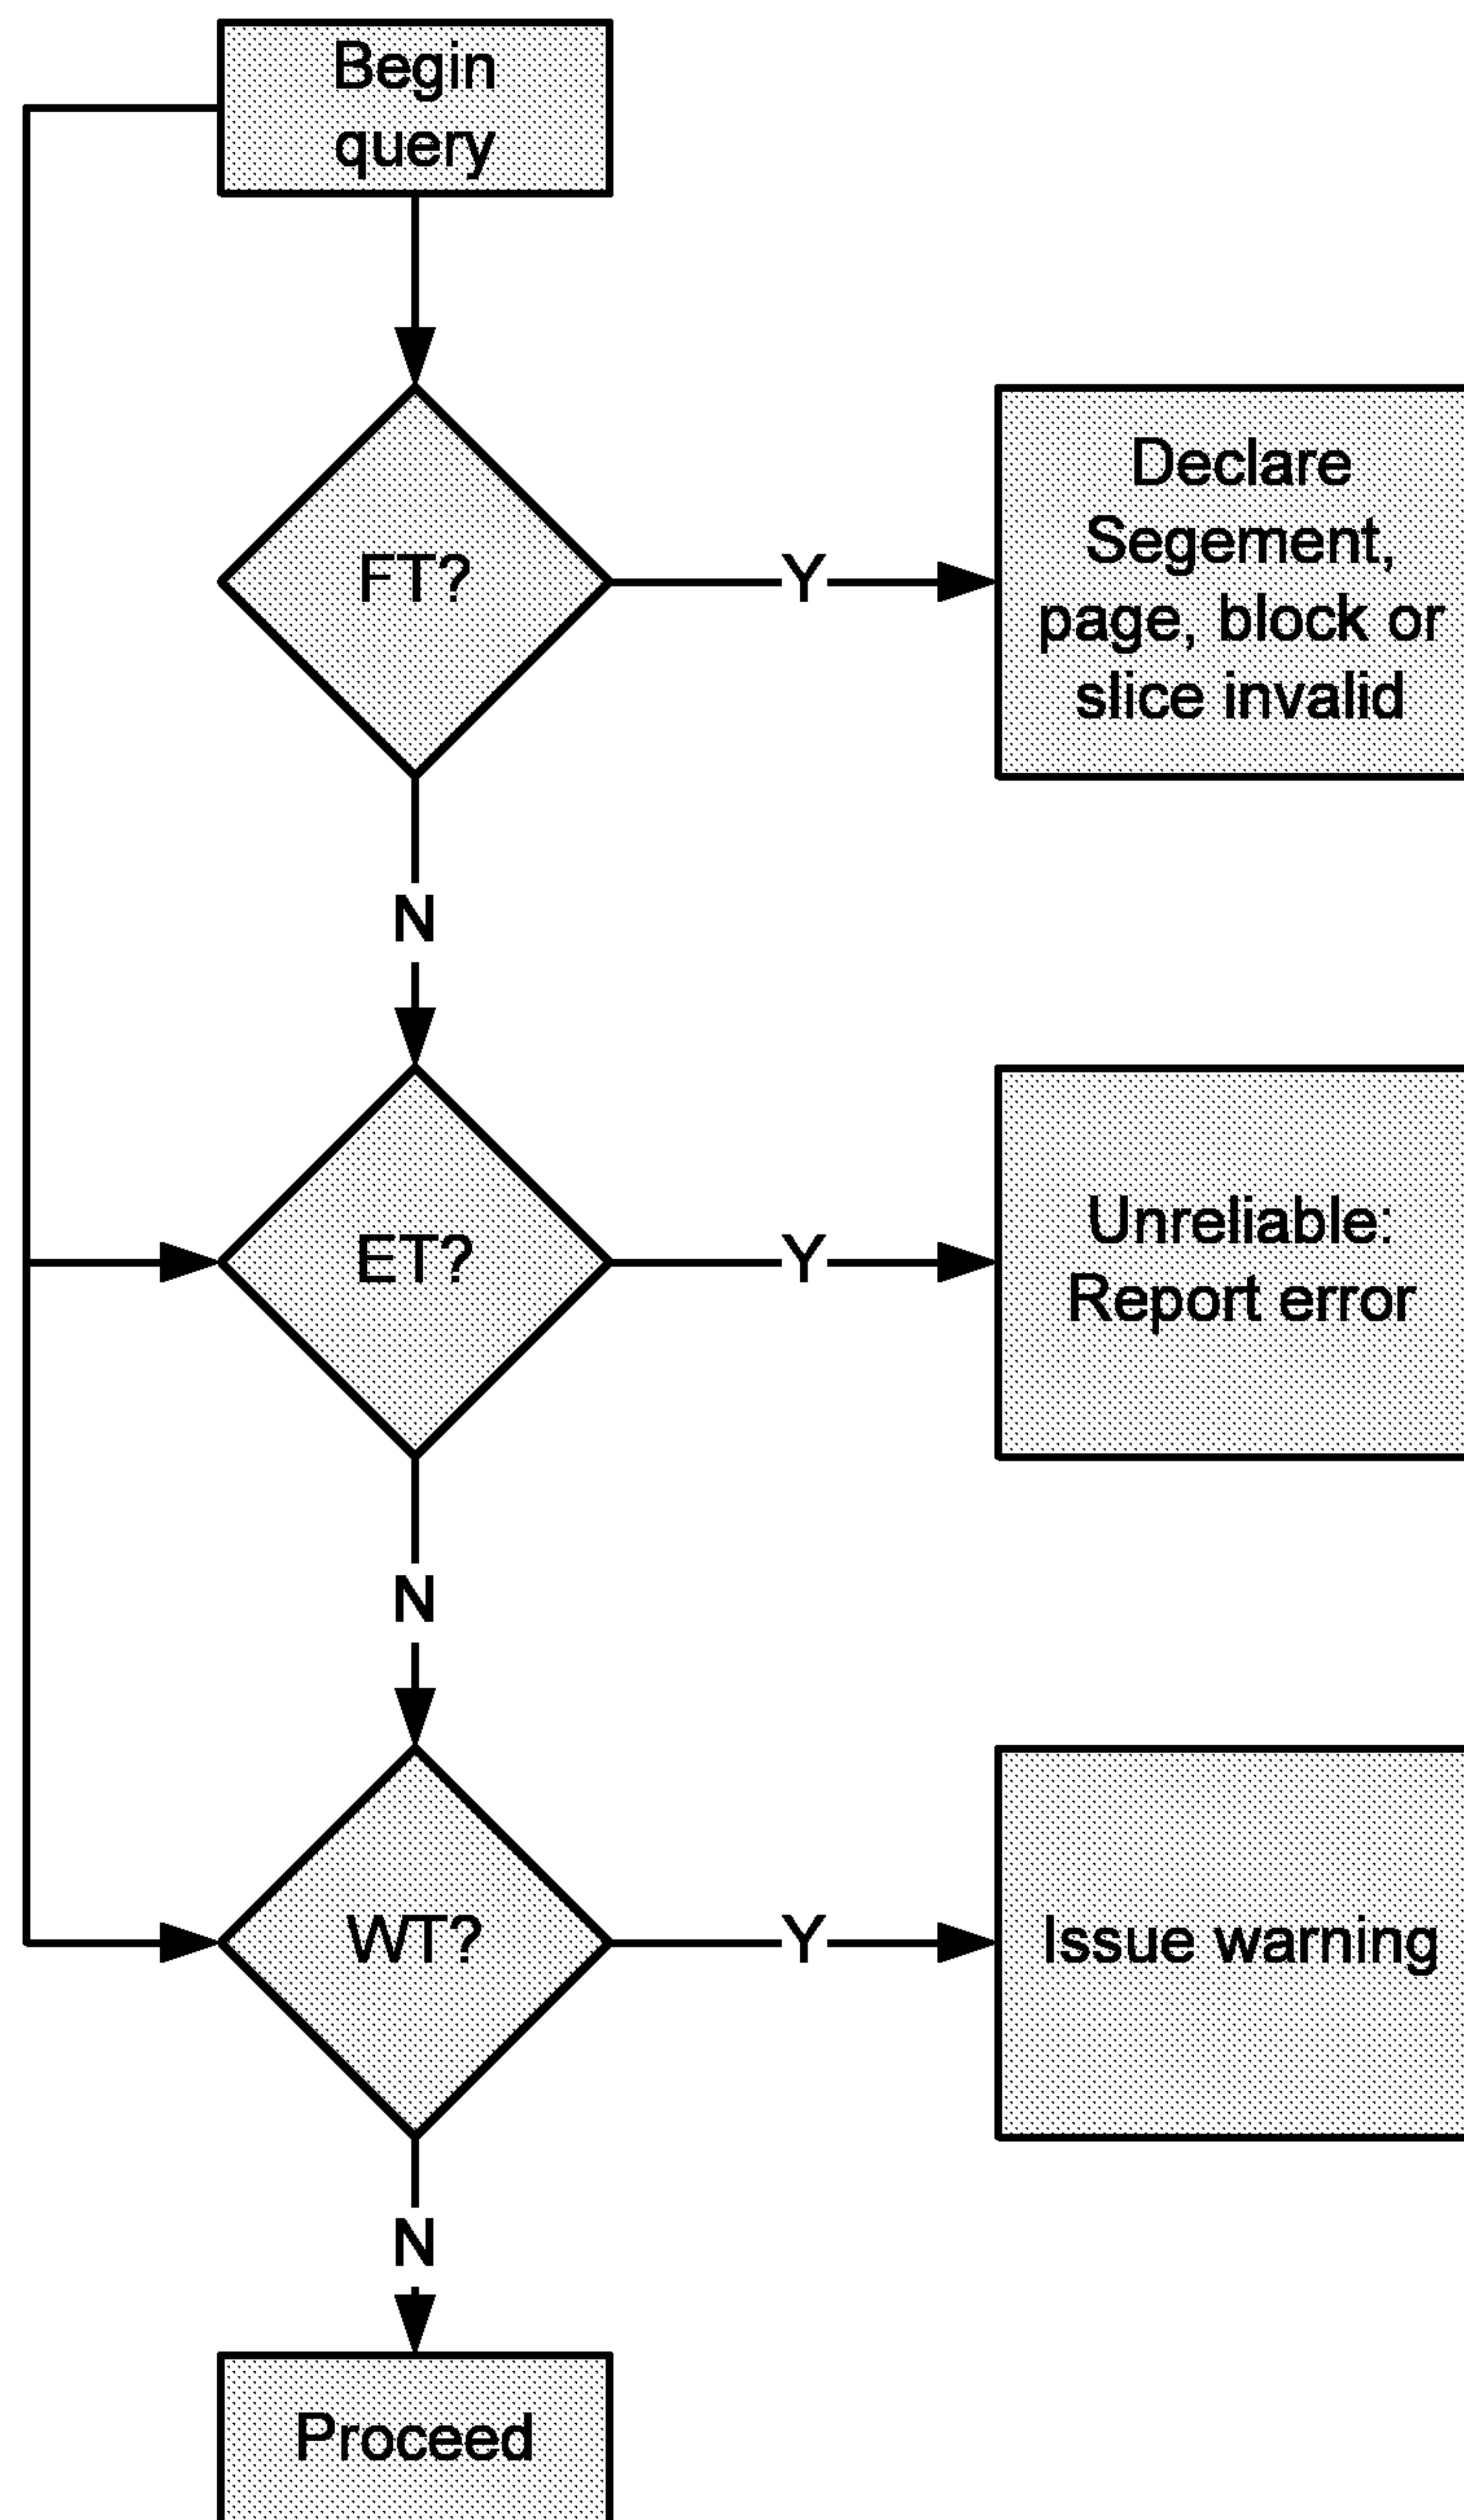 Begin
query
FT?
Y
Declare
Segement,
page, block or
slice invalid
N
ET?
Y
Unreliable:
Report error
N
WT?
Y
Issue warning
N
Proceed